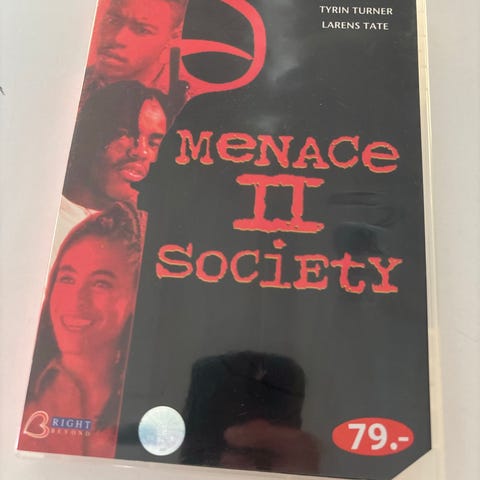 TYRIN TURNER
LARENS TATE
MENACE
II
SOCIETY
RIGHT
BEYOND
79.-